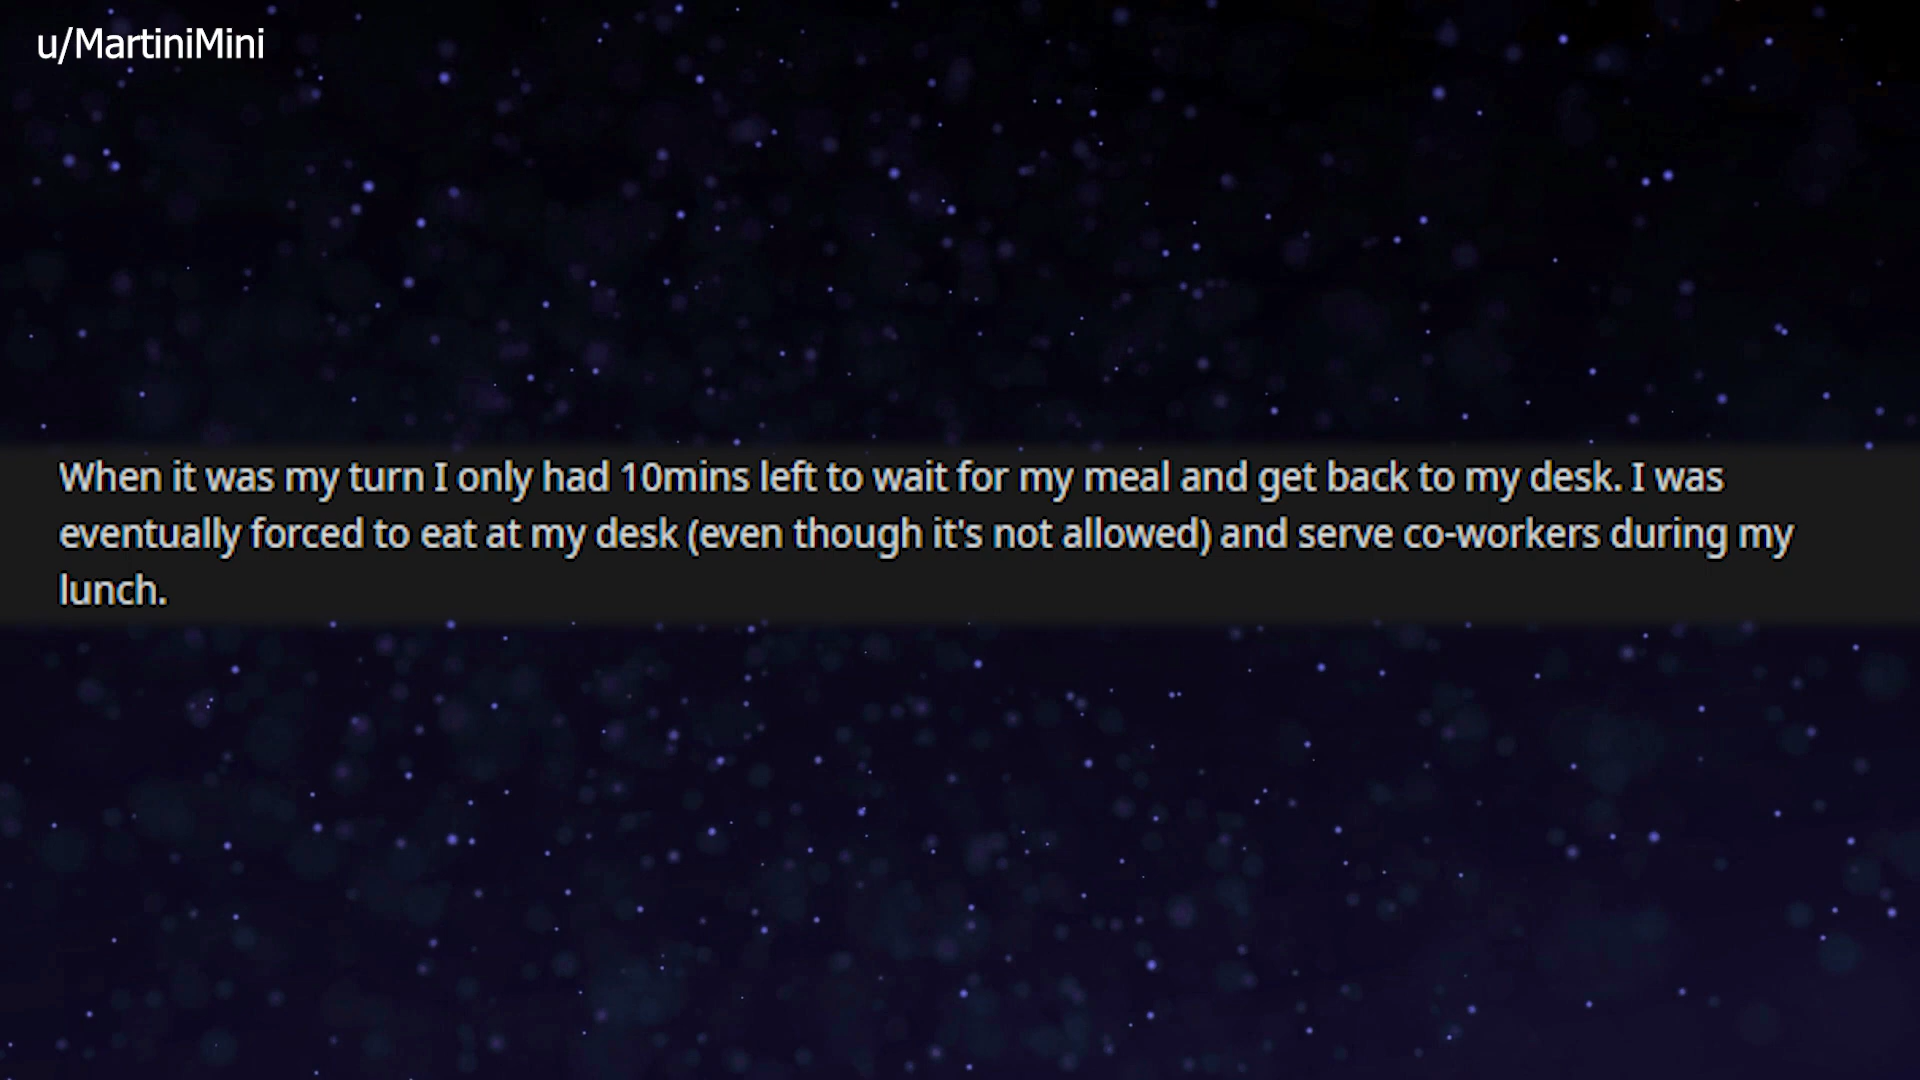 u/MartiniMini
When it was my turn I only had 10mins left to wait for my meal and get back to my desk. I was
eventually forced to eat at my desk (even though it's not allowed) and serve co-workers during my
lunch.